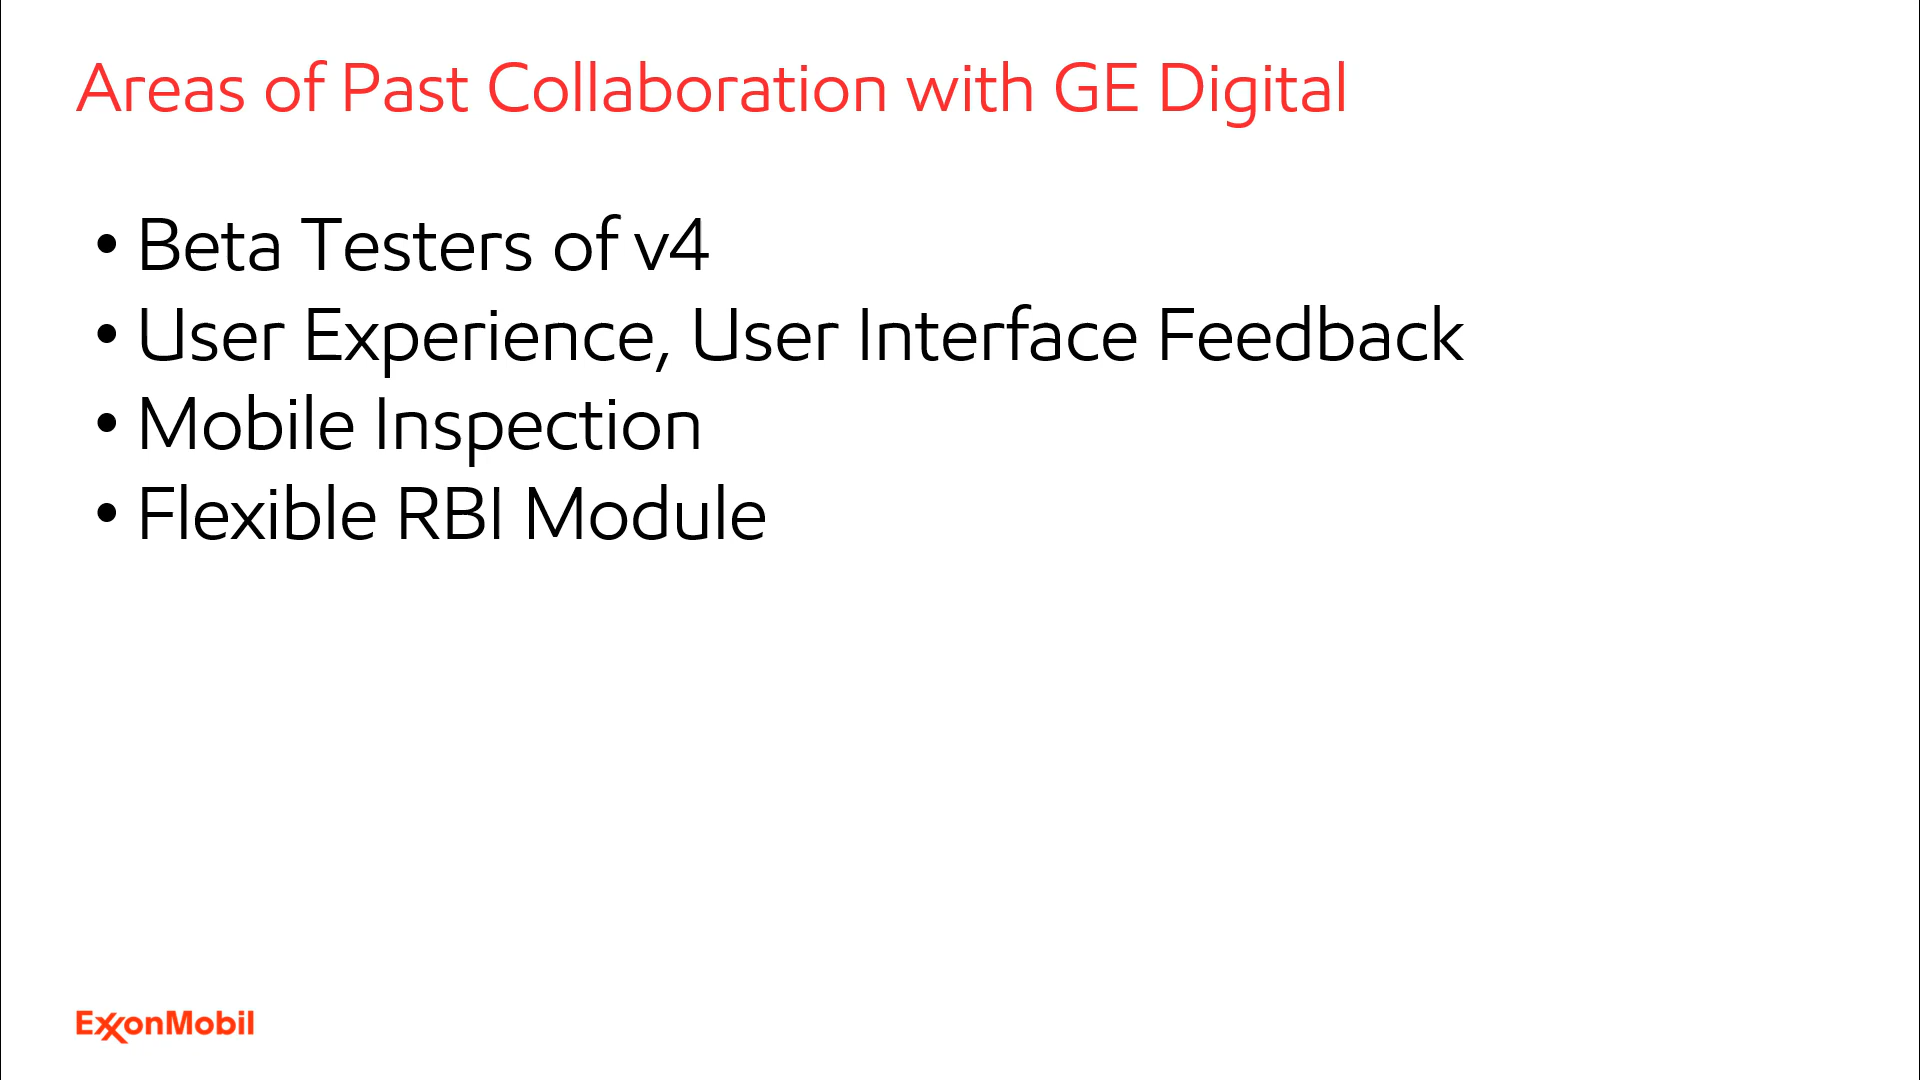 Areas of Past Collaboration with GE Digital
• Beta Testers of v4
• User Experience, User Interface Feedback
• Mobile Inspection
• Flexible RBI Module
ExxonMobil